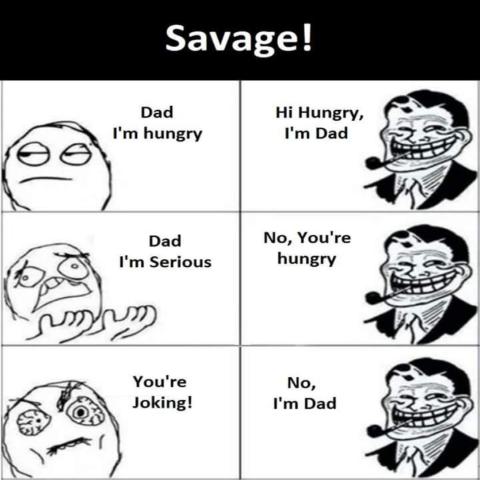 Savage!
Dad
I'm hungry
Hi Hungry,
I'm Dad
Dad
I'm Serious
No, You're
hungry
You're
Joking!
No,
I'm Dad